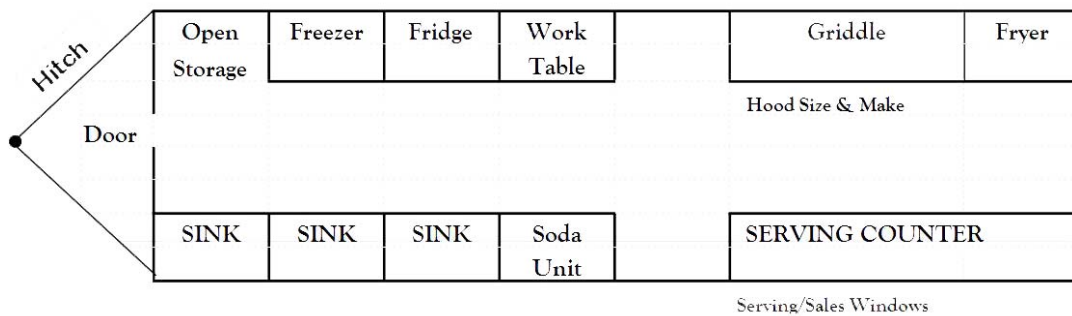 Hitch
Open
Storage
Freezer
Fridge
Work
Table
Griddle
Fryer
Hood Size & Make
Door
SINK
SINK
SINK
Soda
Unit
SERVING COUNTER
Serving/Sales Windows